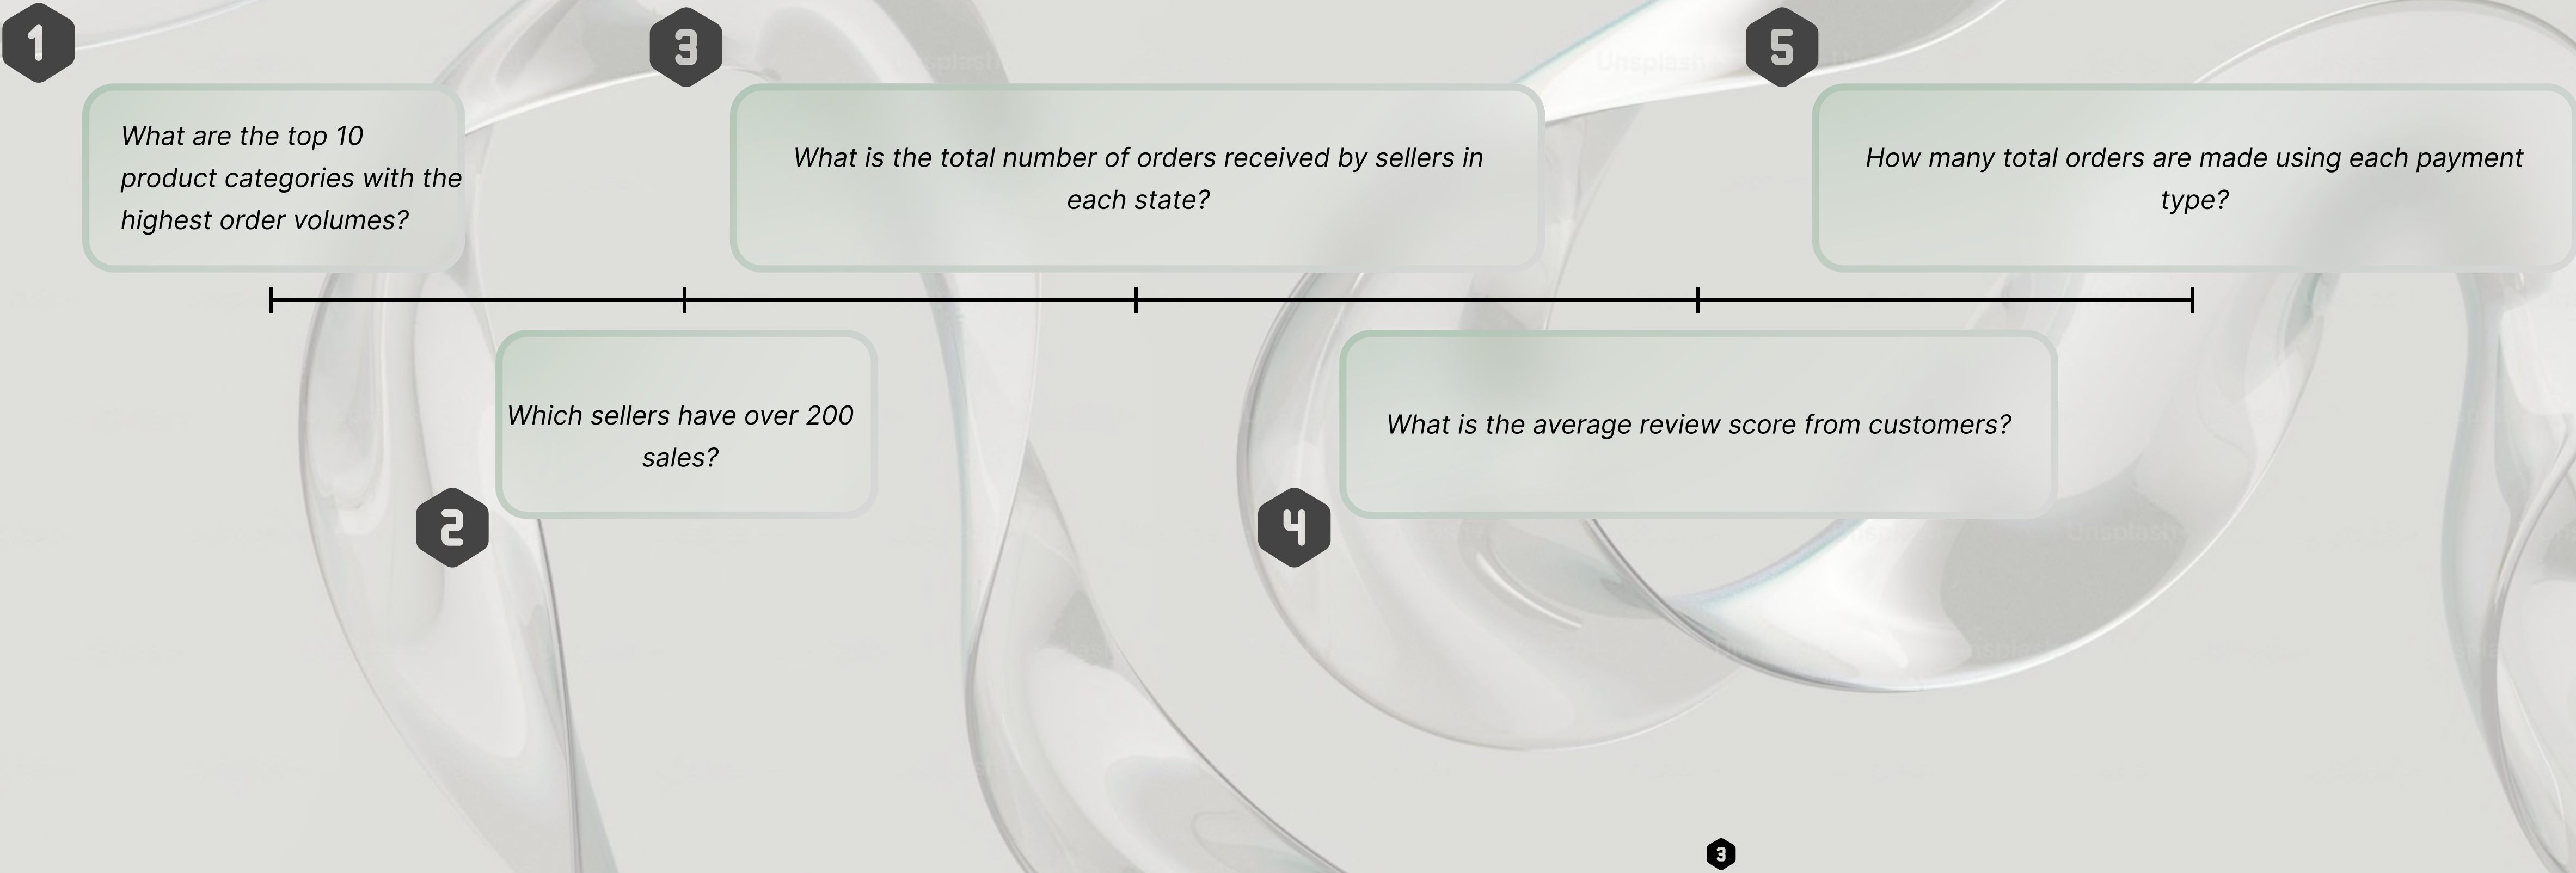 1
What are the top 10
product categories with the
highest order volumes?
2
Which sellers have over 200
sales?
3
What is the total number of orders received by sellers in
each state?
4
What is the average review score from customers?
5
How many total orders are made using each payment
type?
Unsplash+
Unsplash+
3